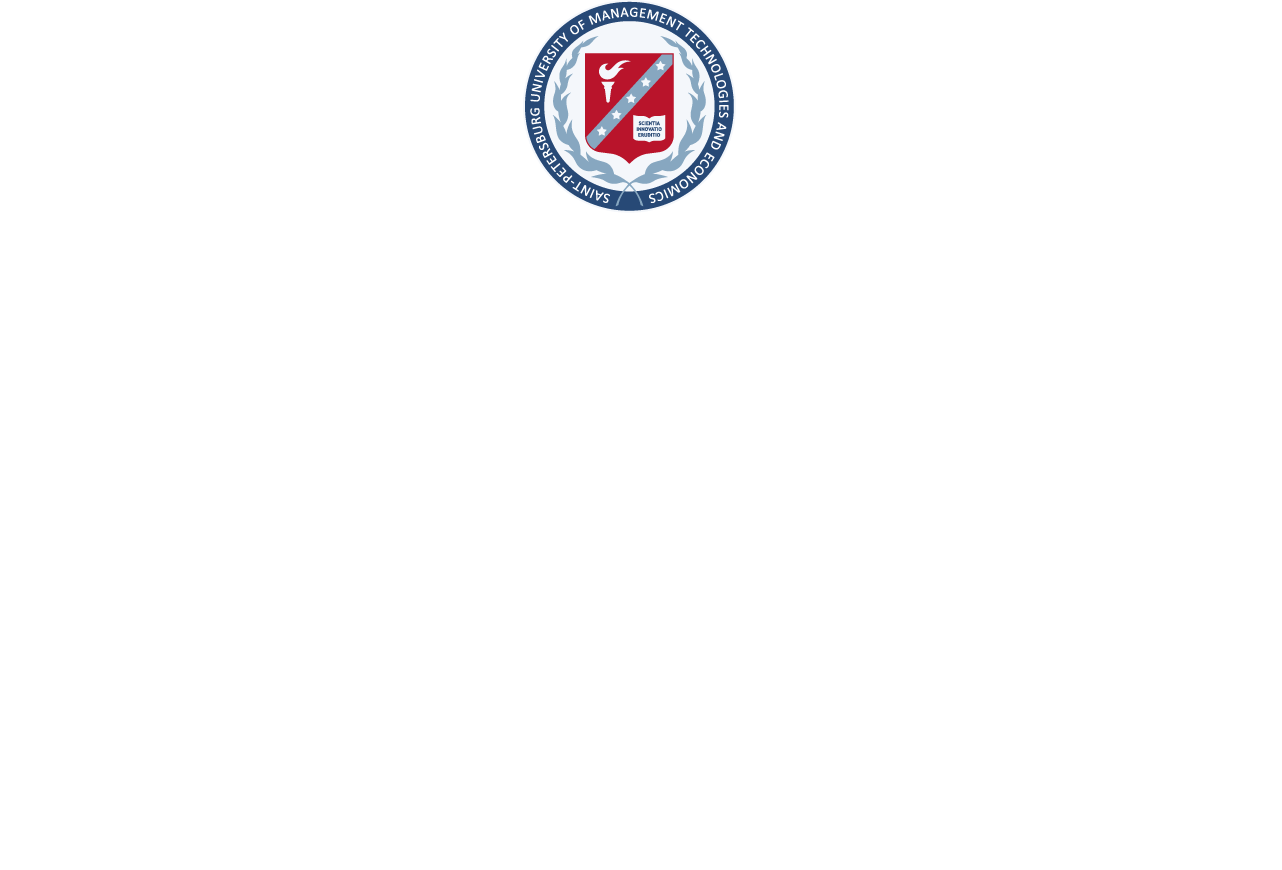 SAINT-PETERSBURG UNIVERSITY OF MANAGEMENT TECHNOLOGIES AND ECONOMICS
SCIENTIA
INNOVATIO
ERUDITIO